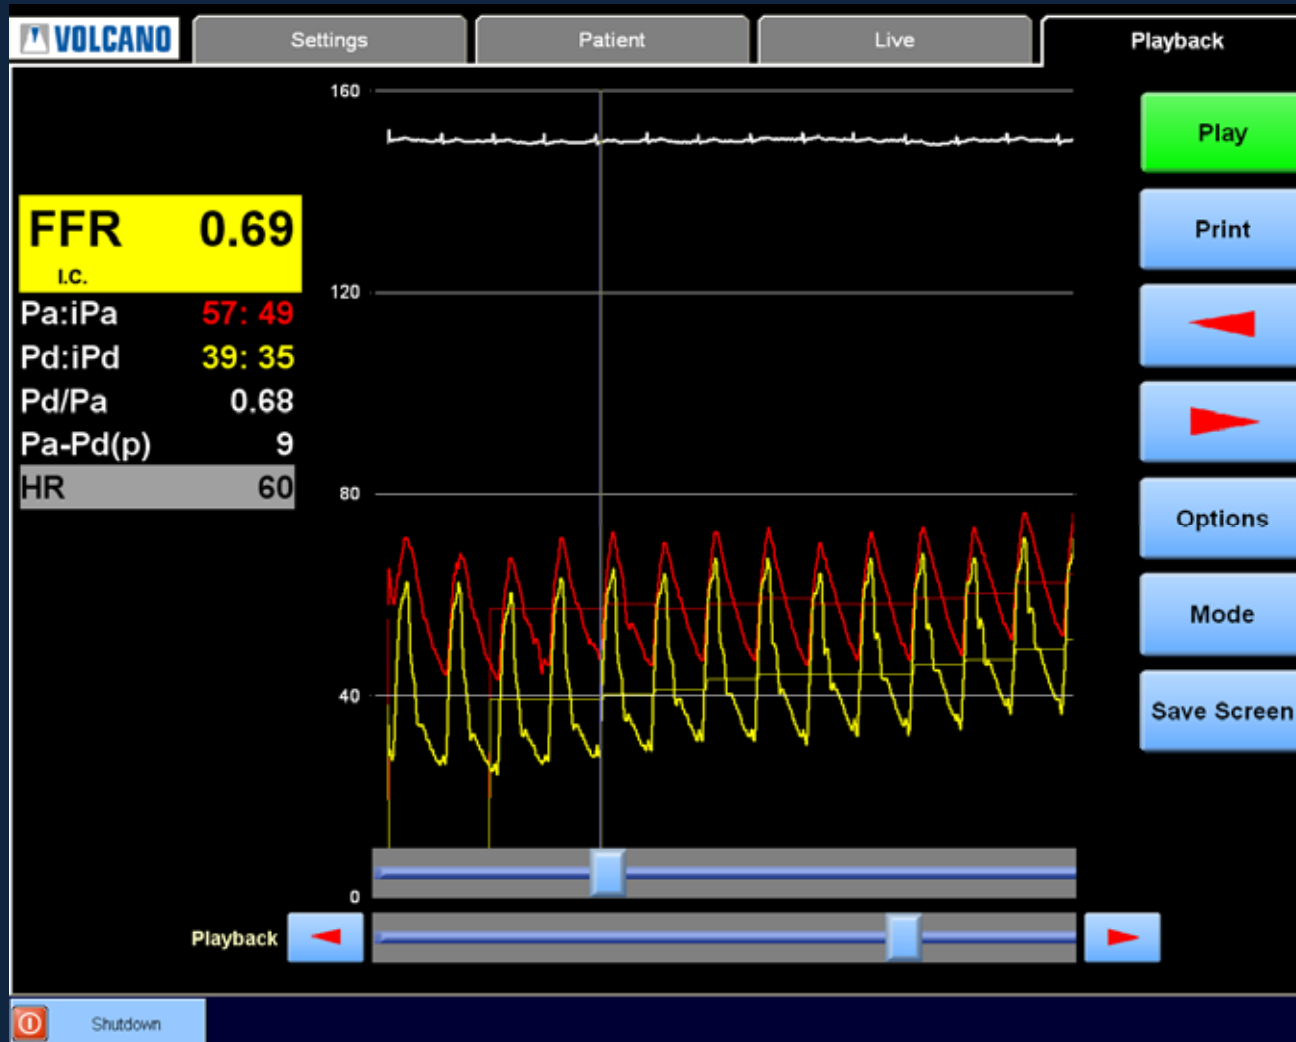 VOLCANO Settings Patient Live Playback
160
Play
FFR 0.69
I.C.
Print
Pa:iPa 57: 49
120
Pd:iPd 39: 35
Pd/Pa 0.68
Pa-Pd(p) 9
HR 60
80
Options
Mode
40
Save Screen
0
Playback
Shutdown